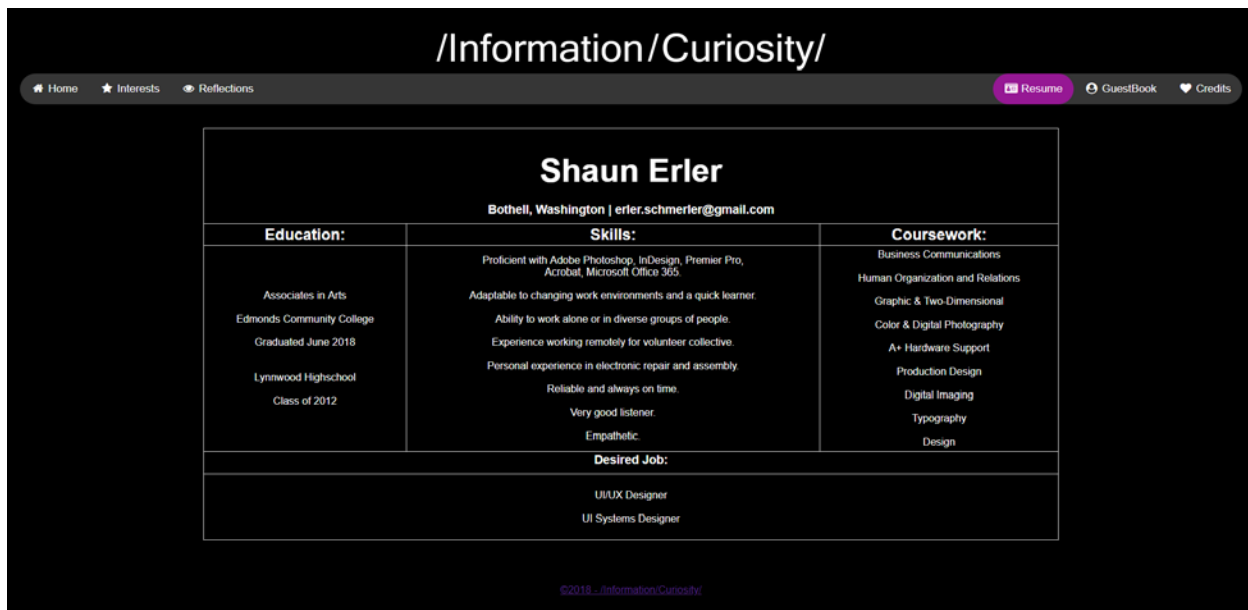 /Information/Curiosity/
Home Interests Reflections Resume GuestBook Credits
Shaun Erler
Bothell, Washington | erler.schmerler@gmail.com
Education:
Associates in Arts
Edmonds Community College
Graduated June 2018
Lynnwood Highschool
Class of 2012
Skills:
Proficient with Adobe Photoshop, InDesign, Premier Pro,
Acrobat, Microsoft Office 365.
Adaptable to changing work environments and a quick learner.
Ability to work alone or in diverse groups of people.
Experience working remotely for volunteer collective.
Personal experience in electronic repair and assembly.
Reliable and always on time.
Very good listener.
Empathetic.
Coursework:
Business Communications
Human Organization and Relations
Graphic & Two-Dimensional
Color & Digital Photography
A+ Hardware Support
Production Design
Digital Imaging
Typography
Design
Desired Job:
UI/UX Designer
UI Systems Designer
©2018 - /Information/Curiosity/